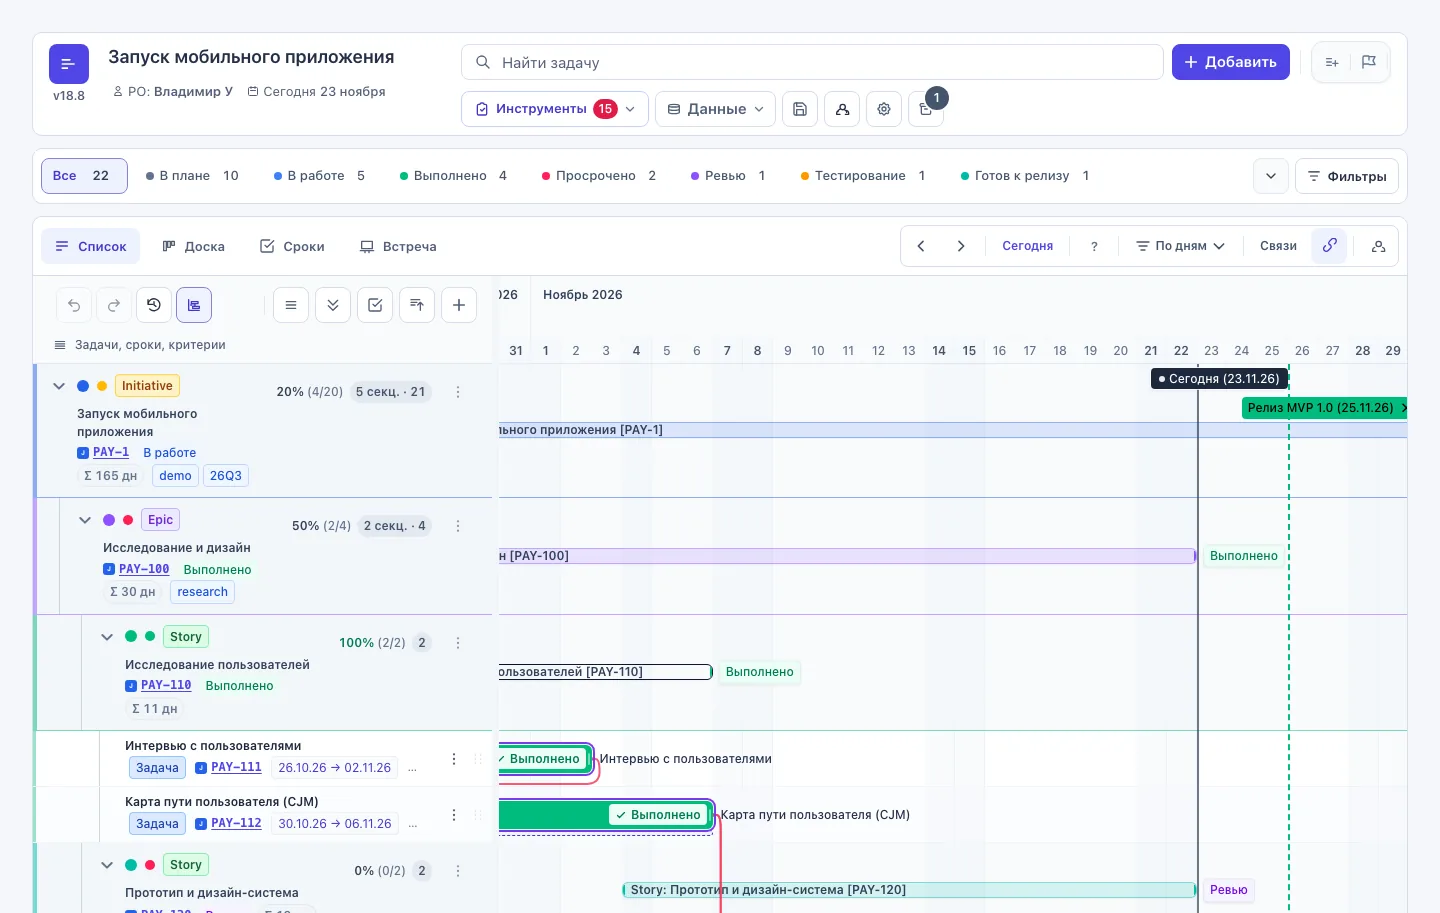 Запуск мобильного приложения
v18.8
PO: Владимир У
Сегодня 23 ноября
Найти задачу
Добавить
Инструменты 15
Данные
1
Все 22
В плане 10
В работе 5
Выполнено 4
Просрочено 2
Ревью 1
Тестирование 1
Готов к релизу 1
Фильтры
Список
Доска
Сроки
Встреча
Сегодня
?
По дням
Связи
Задачи, сроки, критерии
026
Ноябрь 2026
31 1 2 3 4 5 6 7 8 9 10 11 12 13 14 15 16 17 18 19 20 21 22 23 24 25 26 27 28 29
Сегодня (23.11.26)
Релиз MVP 1.0 (25.11.26)
Initiative
20% (4/20)
5 секц. · 21
Запуск мобильного
приложения
PAY-1 В работе
Σ 165 дн demo 26Q3
льного приложения [PAY-1]
Epic
50% (2/4)
2 секц. · 4
Исследование и дизайн
PAY-100 Выполнено
Σ 30 дн research
н [PAY-100]
Выполнено
Story
100% (2/2) 2
Исследование пользователей
PAY-110 Выполнено
Σ 11 дн
ользователей [PAY-110]
Выполнено
Интервью с пользователями
Задача PAY-111 26.10.26 → 02.11.26 ...
✓ Выполнено
Интервью с пользователями
Карта пути пользователя (CJM)
Задача PAY-112 30.10.26 → 06.11.26 ...
✓ Выполнено
Карта пути пользователя (CJM)
Story
0% (0/2) 2
Прототип и дизайн-система
Story: Прототип и дизайн-система [PAY-120]
Ревью